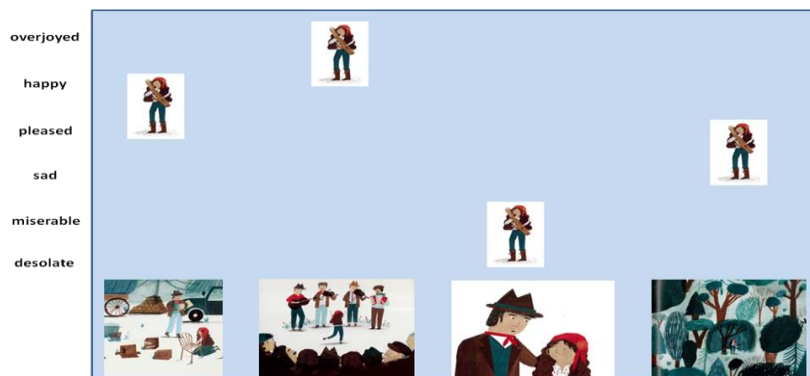 overjoyed
happy
pleased
sad
miserable
desolate